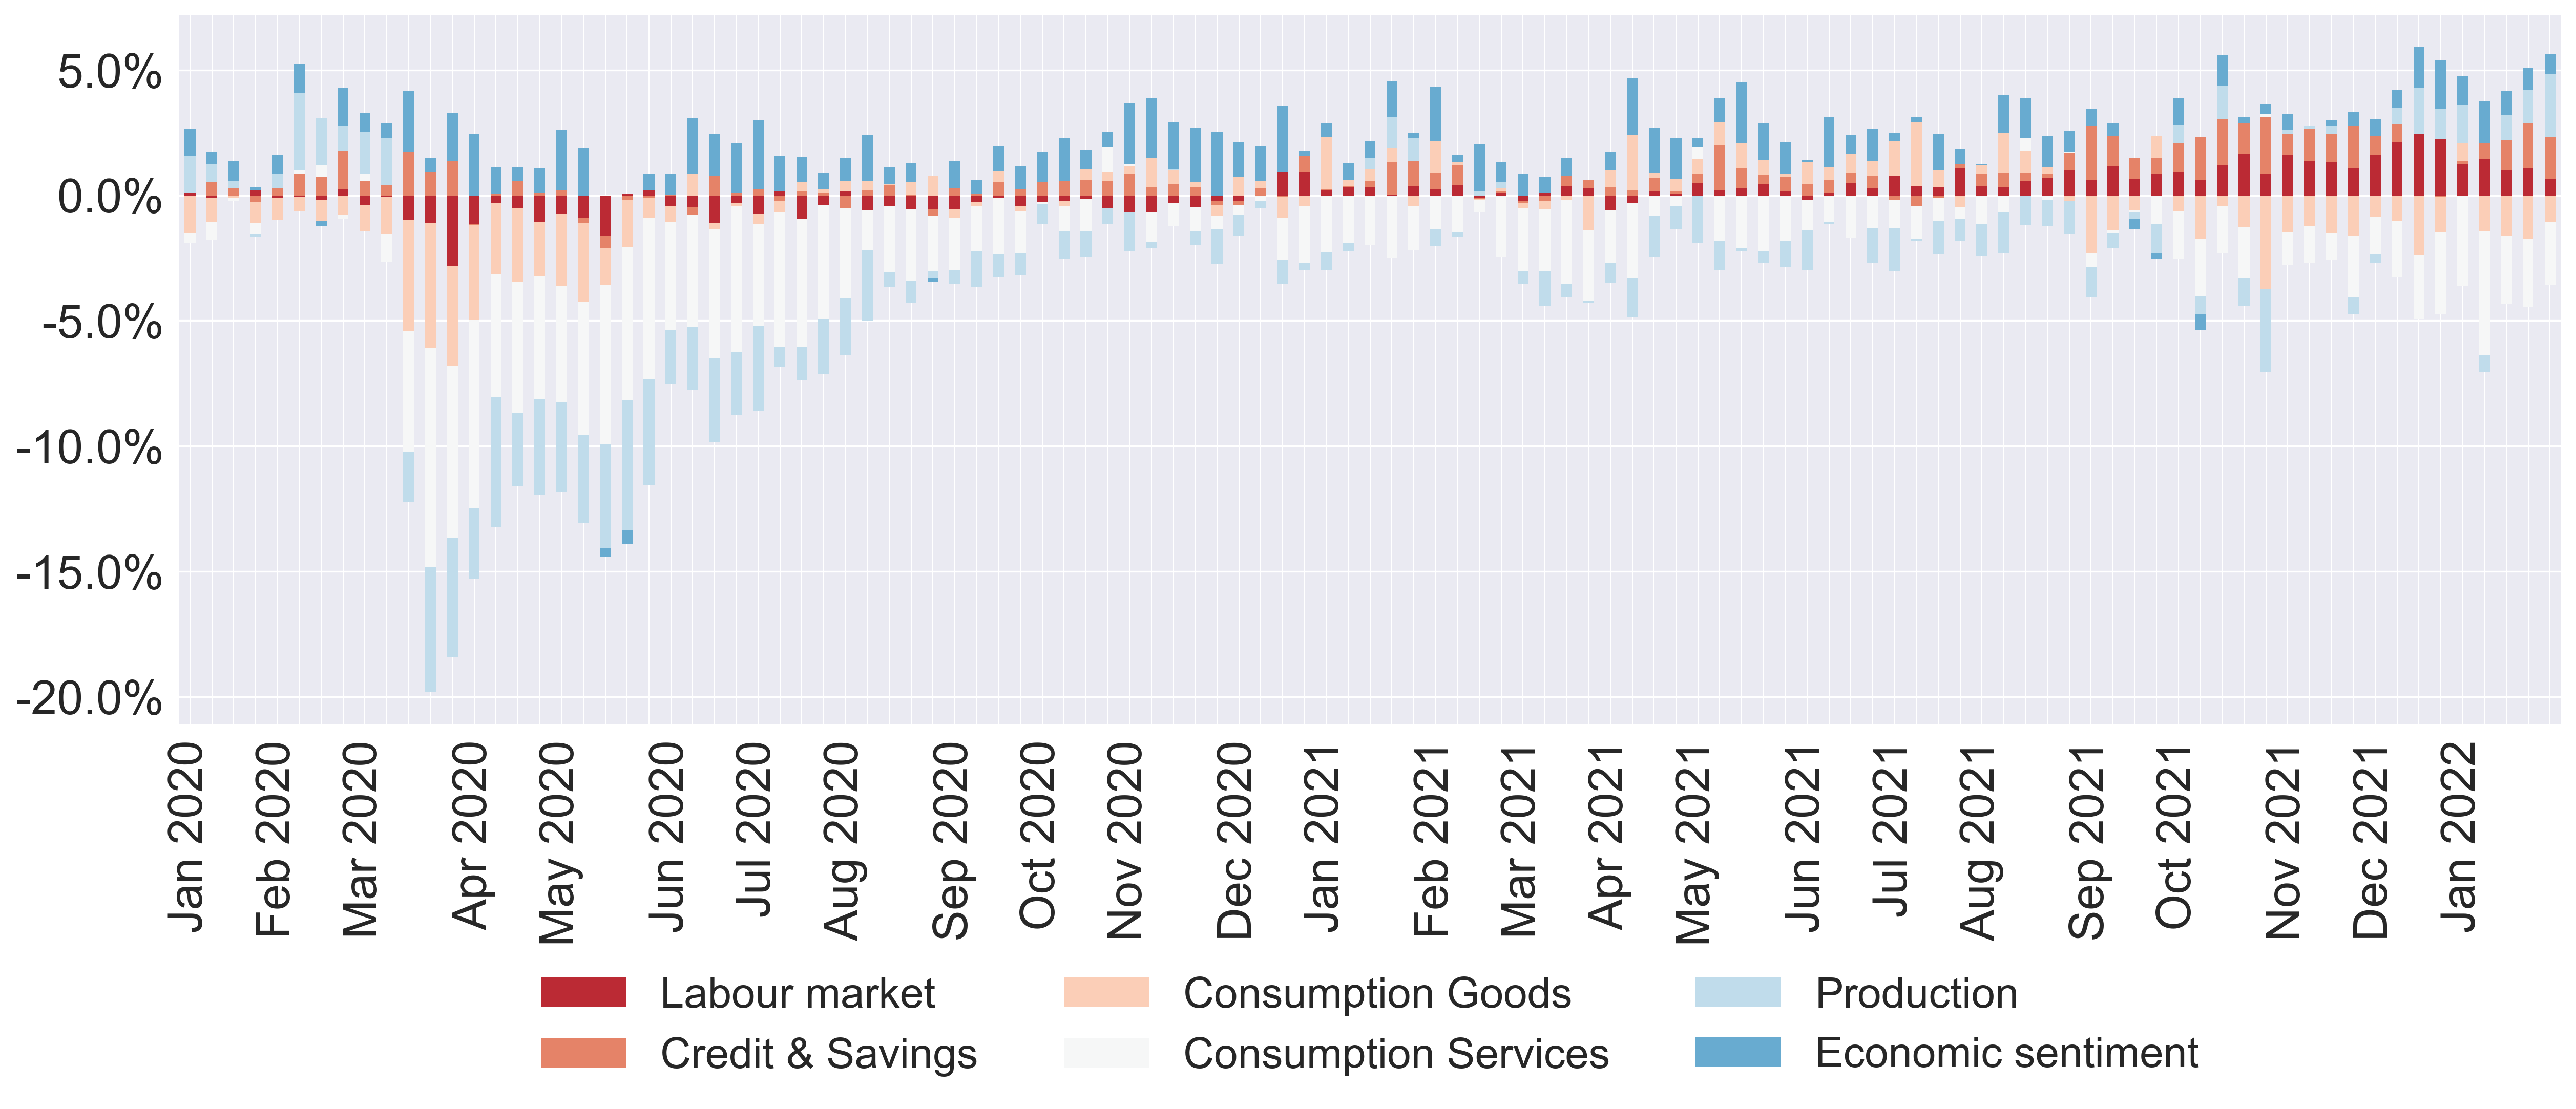 5.0%
0.0%
-5.0%
-10.0%
-15.0%
-20.0%
Jan 2020
Feb 2020
Mar 2020
Apr 2020
May 2020
Jun 2020
Jul 2020
Aug 2020
Sep 2020
Oct 2020
Nov 2020
Dec 2020
Jan 2021
Feb 2021
Mar 2021
Apr 2021
May 2021
Jun 2021
Jul 2021
Aug 2021
Sep 2021
Oct 2021
Nov 2021
Dec 2021
Jan 2022
Labour market
Consumption Goods
Production
Credit & Savings
Consumption Services
Economic sentiment